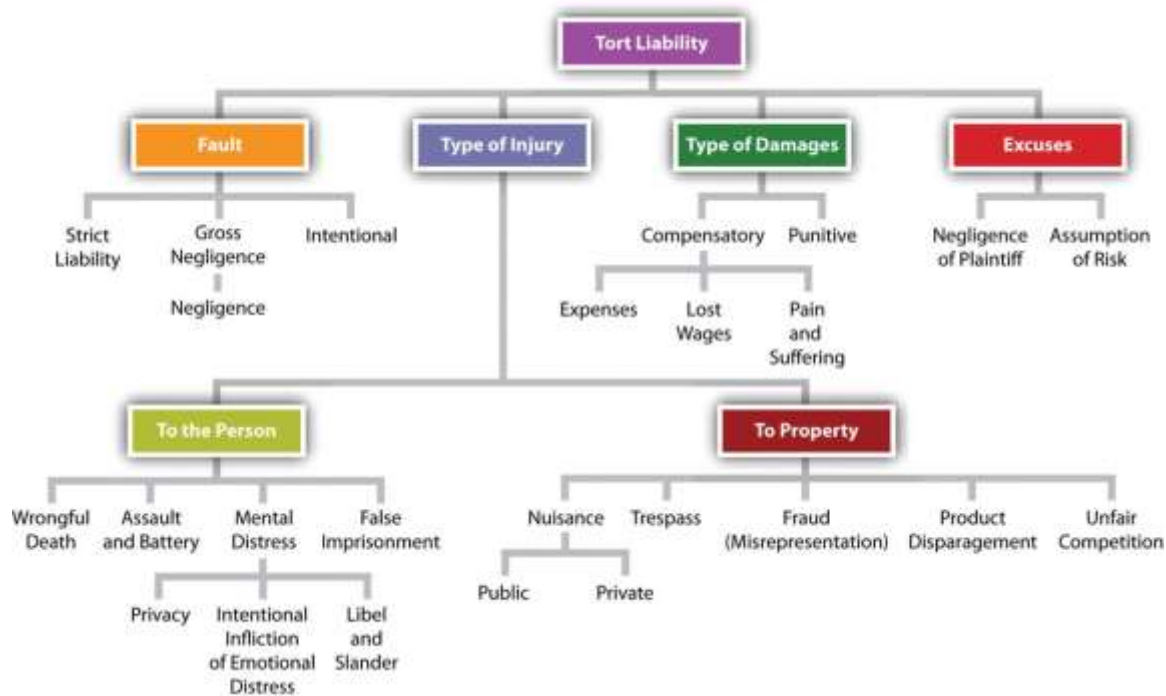 Tort Liability
Fault
Type of Injury
Type of Damages
Excuses
Strict
Liability
Gross
Negligence
Intentional
Negligence
Compensatory
Punitive
Expenses
Lost
Wages
Pain
and
Suffering
Negligence
of Plaintiff
Assumption
of Risk
To the Person
To Property
Wrongful
Death
Assault
and Battery
Mental
Distress
False
Imprisonment
Privacy
Intentional
Infliction
of Emotional
Distress
Libel
and
Slander
Nuisance
Trespass
Fraud
(Misrepresentation)
Product
Disparagement
Unfair
Competition
Public
Private